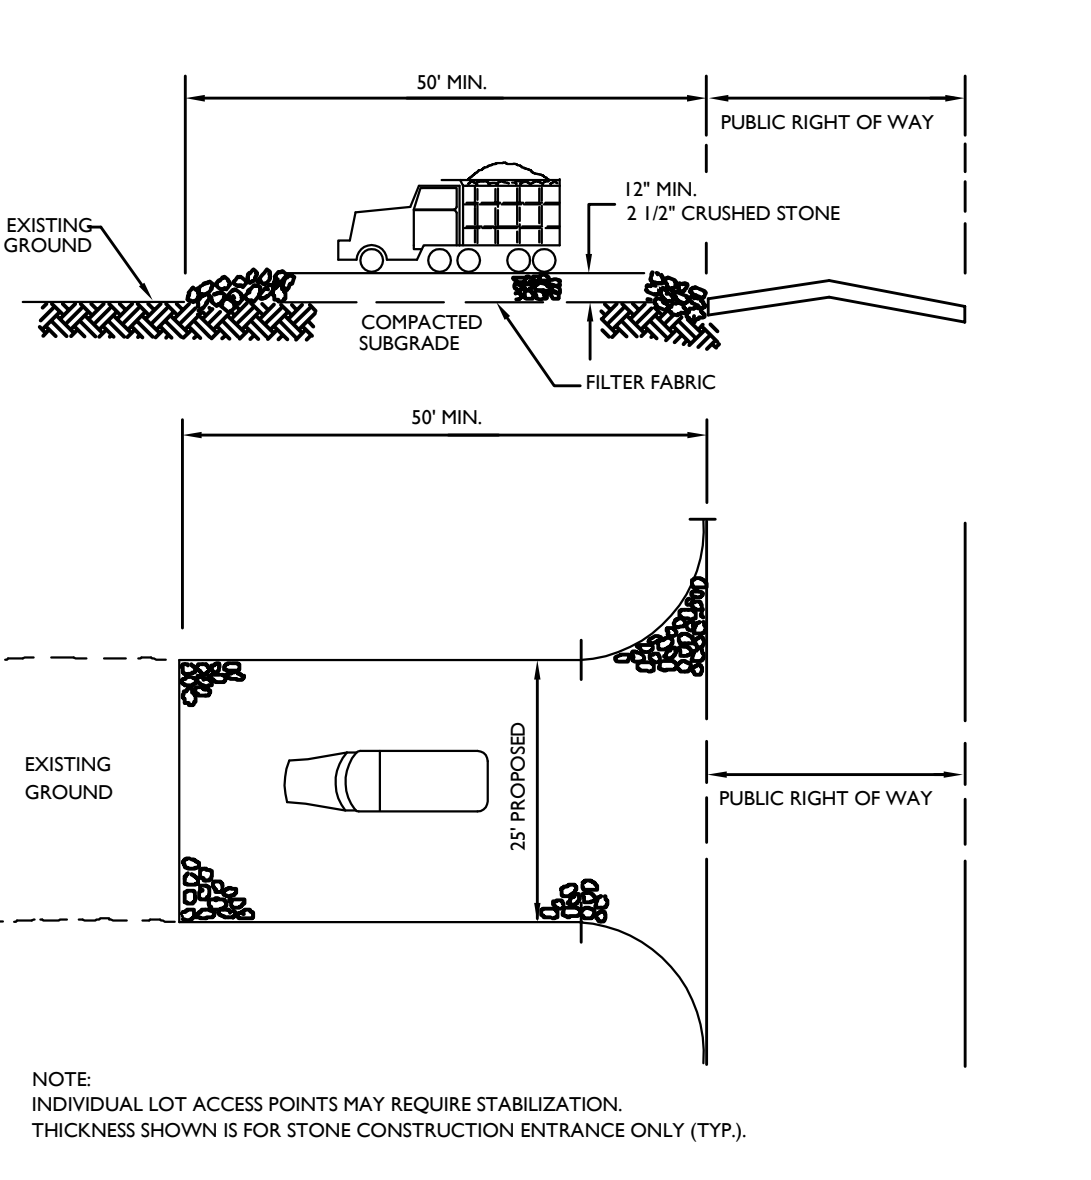 50' MIN.
PUBLIC RIGHT OF WAY
12" MIN.
2 1/2" CRUSHED STONE
EXISTING
GROUND
COMPACTED
SUBGRADE
FILTER FABRIC
50' MIN.
25' PROPOSED
EXISTING
GROUND
PUBLIC RIGHT OF WAY
NOTE:
INDIVIDUAL LOT ACCESS POINTS MAY REQUIRE STABILIZATION.
THICKNESS SHOWN IS FOR STONE CONSTRUCTION ENTRANCE ONLY (TYP.).